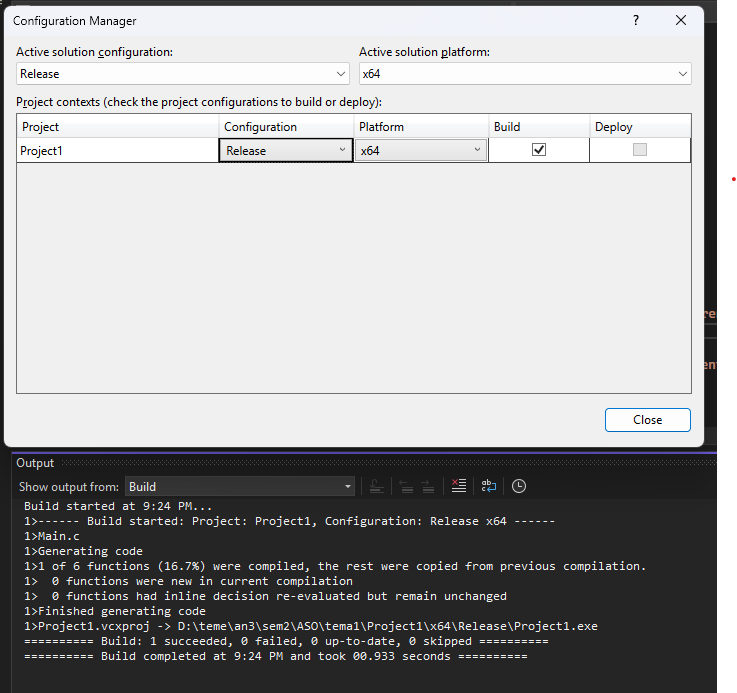 Configuration Manager
?
Active solution configuration:
Active solution platform:
Release
x64
Project contexts (check the project configurations to build or deploy):
Project Configuration Platform Build Deploy
Project1 Release x64
Close
Output
Show output from: Build
Build started at 9:24 PM...
1>------ Build started: Project: Project1, Configuration: Release x64 ------
1>Main.c
1>Generating code
1>1 of 6 functions (16.7%) were compiled, the rest were copied from previous compilation.
1>  0 functions were new in current compilation
1>  0 functions had inline decision re-evaluated but remain unchanged
1>Finished generating code
1>Project1.vcxproj -> D:\teme\an3\sem2\ASO\tema1\Project1\x64\Release\Project1.exe
========== Build: 1 succeeded, 0 failed, 0 up-to-date, 0 skipped ==========
========== Build completed at 9:24 PM and took 00.933 seconds ==========